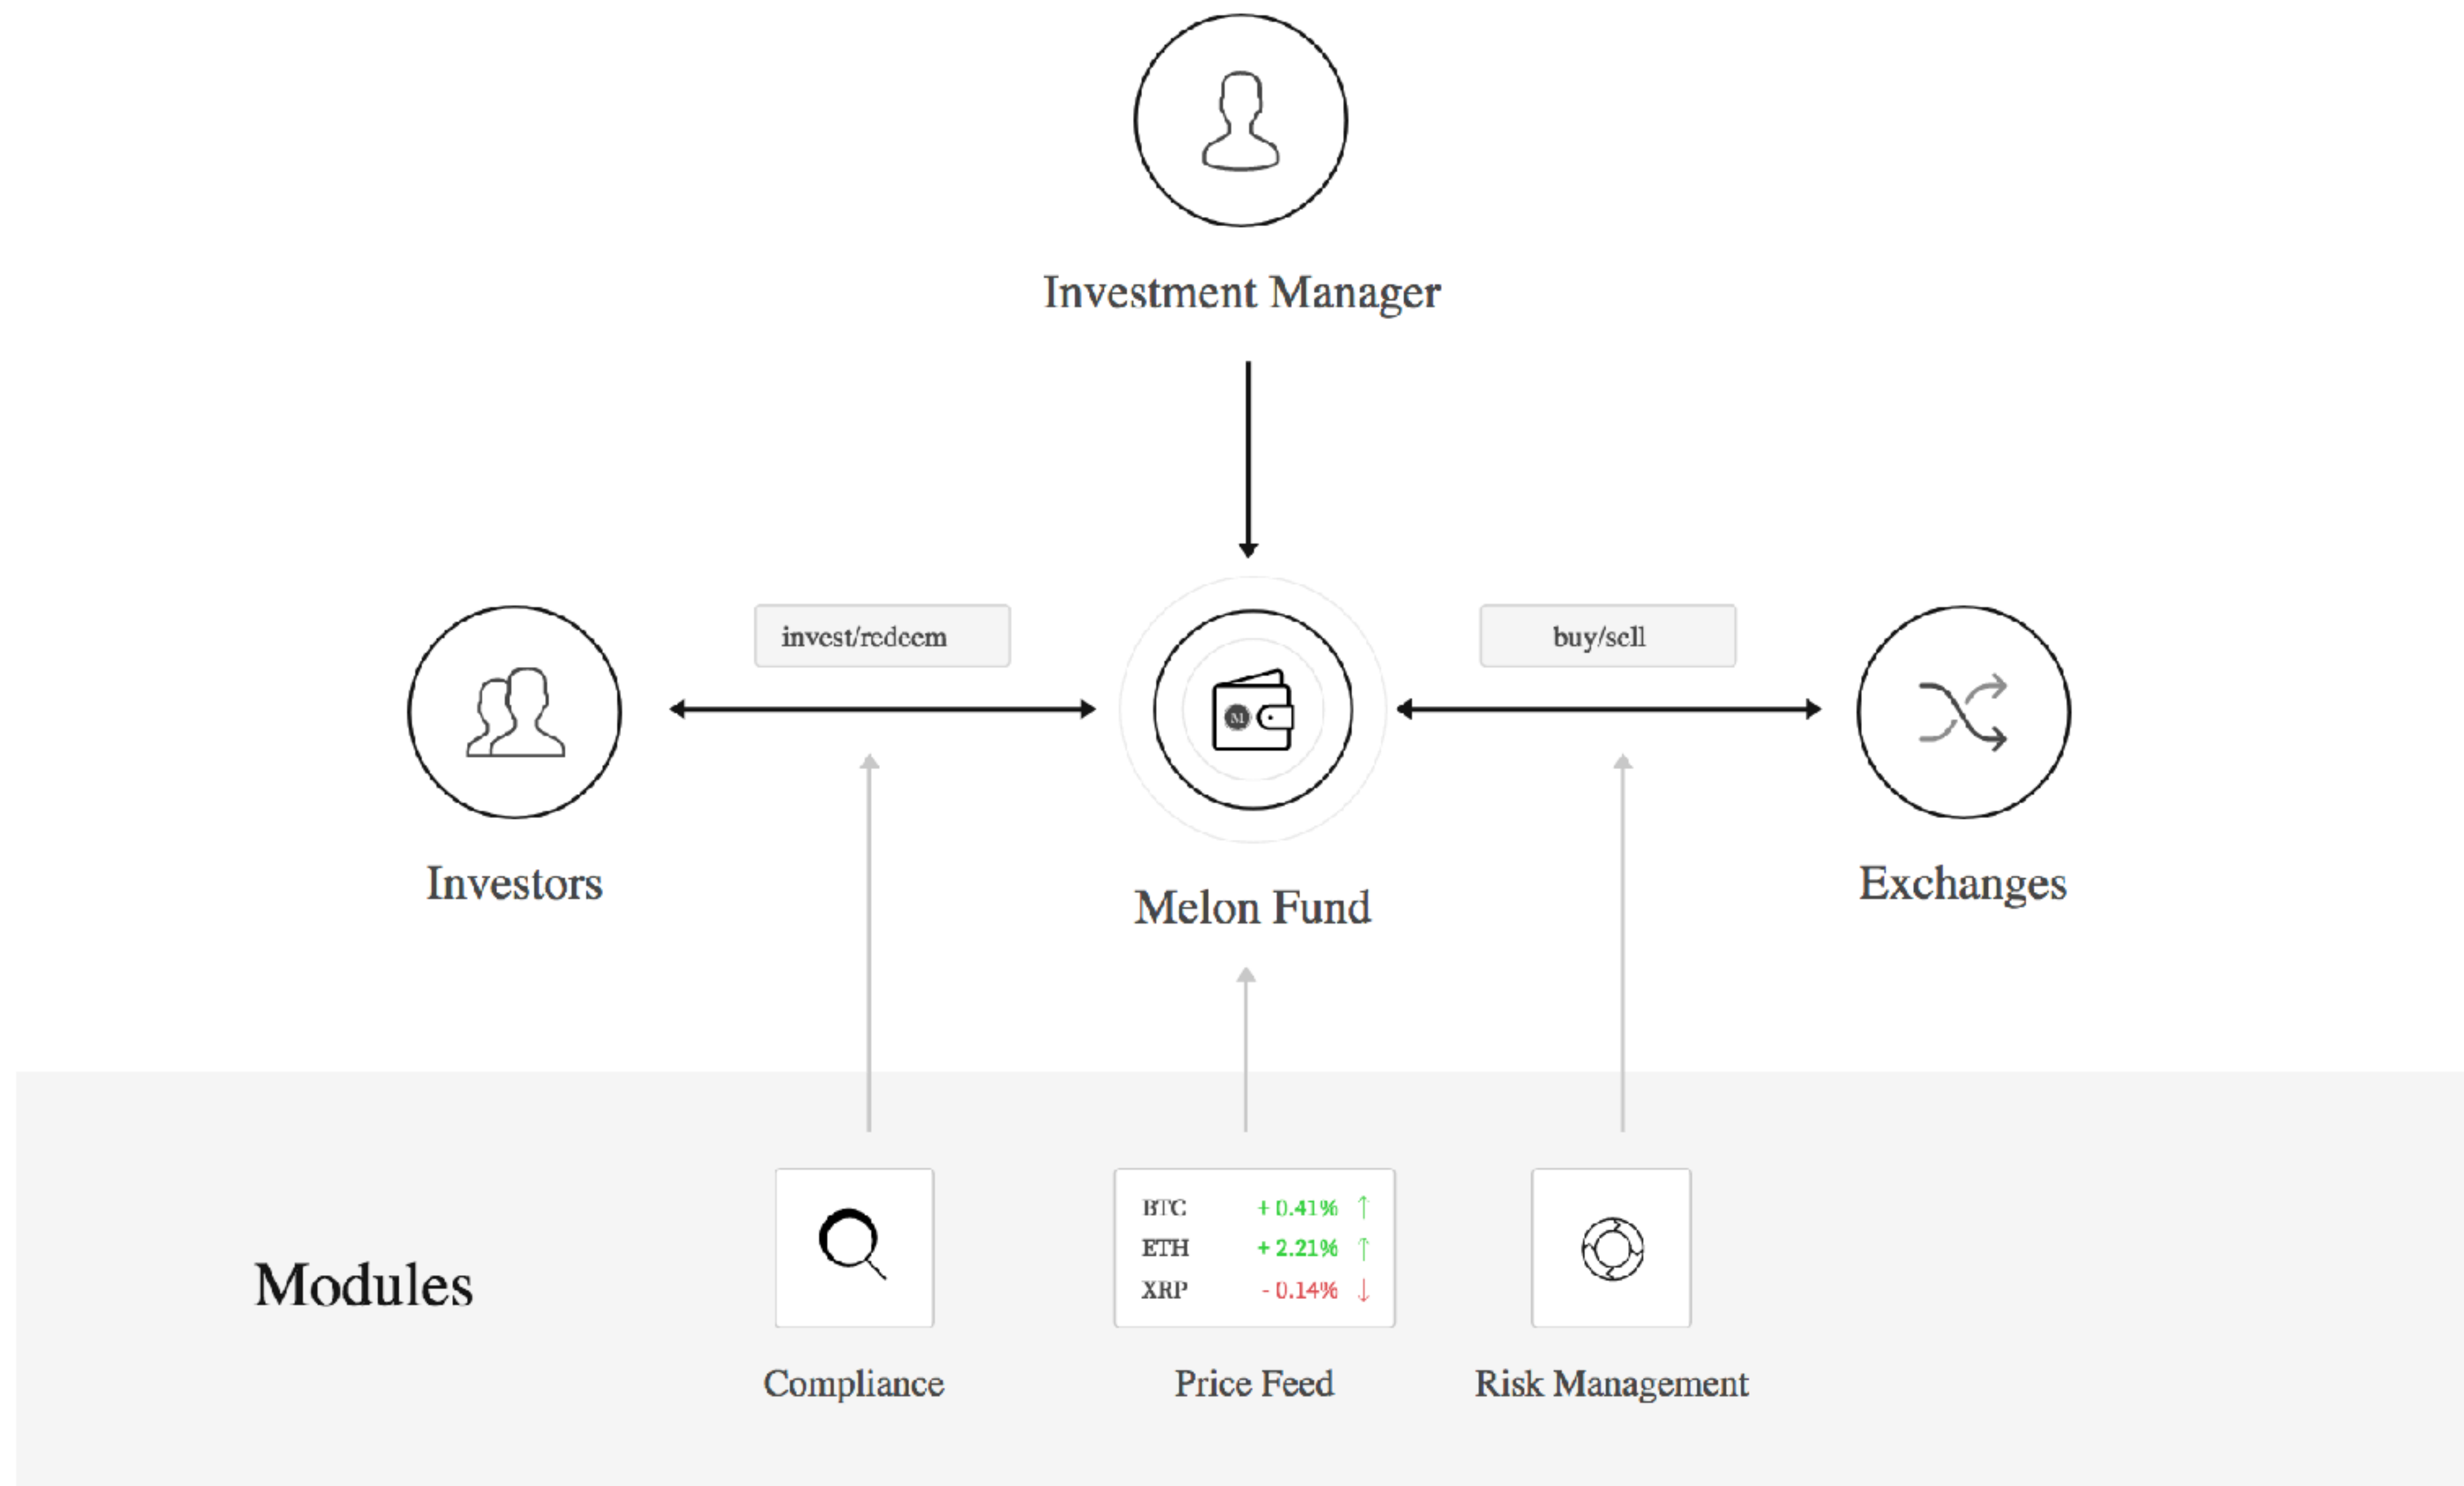 Investment Manager
invest/redeem
buy/sell
M
Investors
Melon Fund
Exchanges
BTC + 0.41% ↑
ETH + 2.21% ↑
XRP - 0.14% ↓
Modules
Compliance
Price Feed
Risk Management